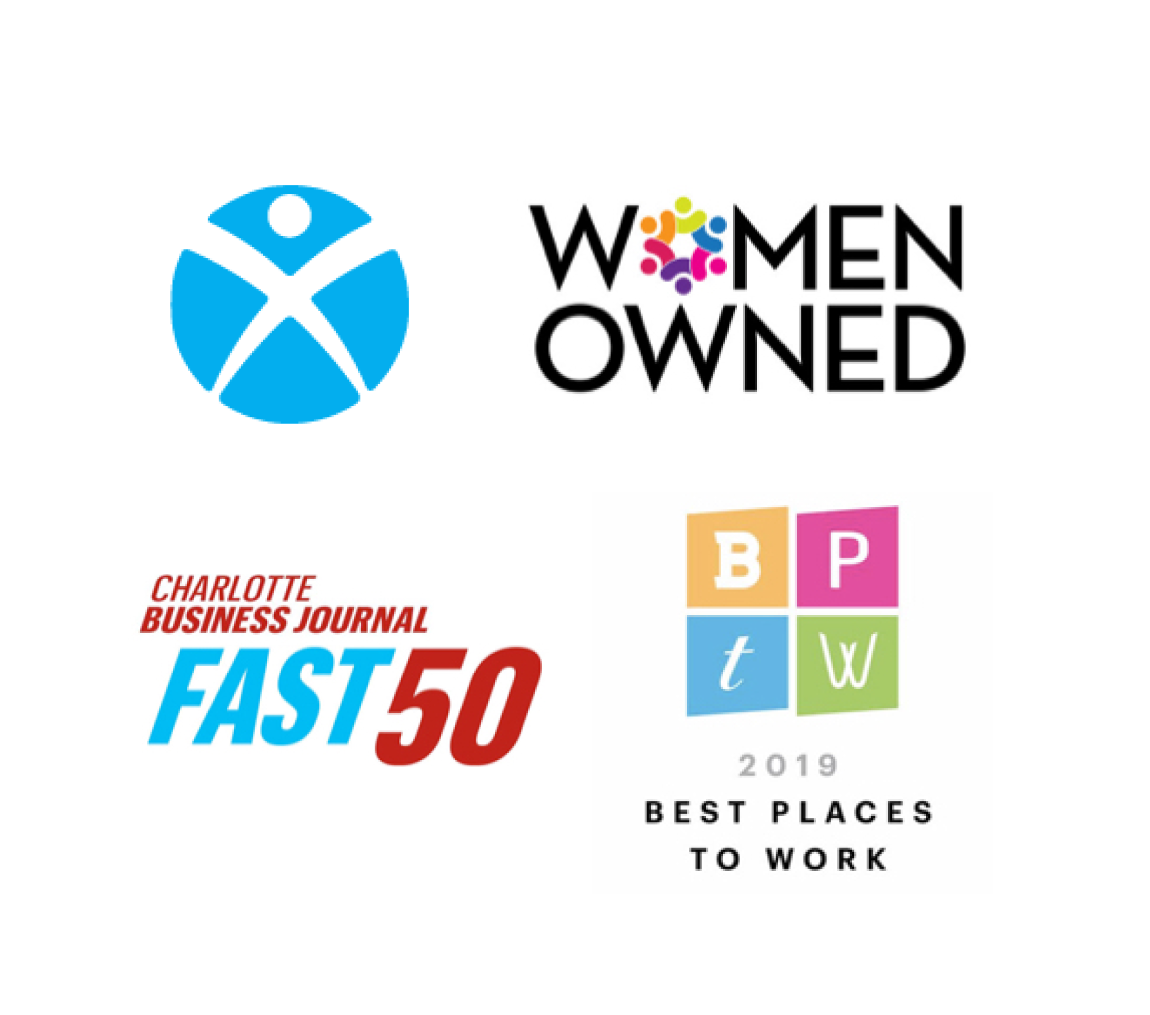 WOMEN
OWNED
CHARLOTTE
BUSINESS JOURNAL
FAST50
B P
t W
2019
BEST PLACES
TO WORK